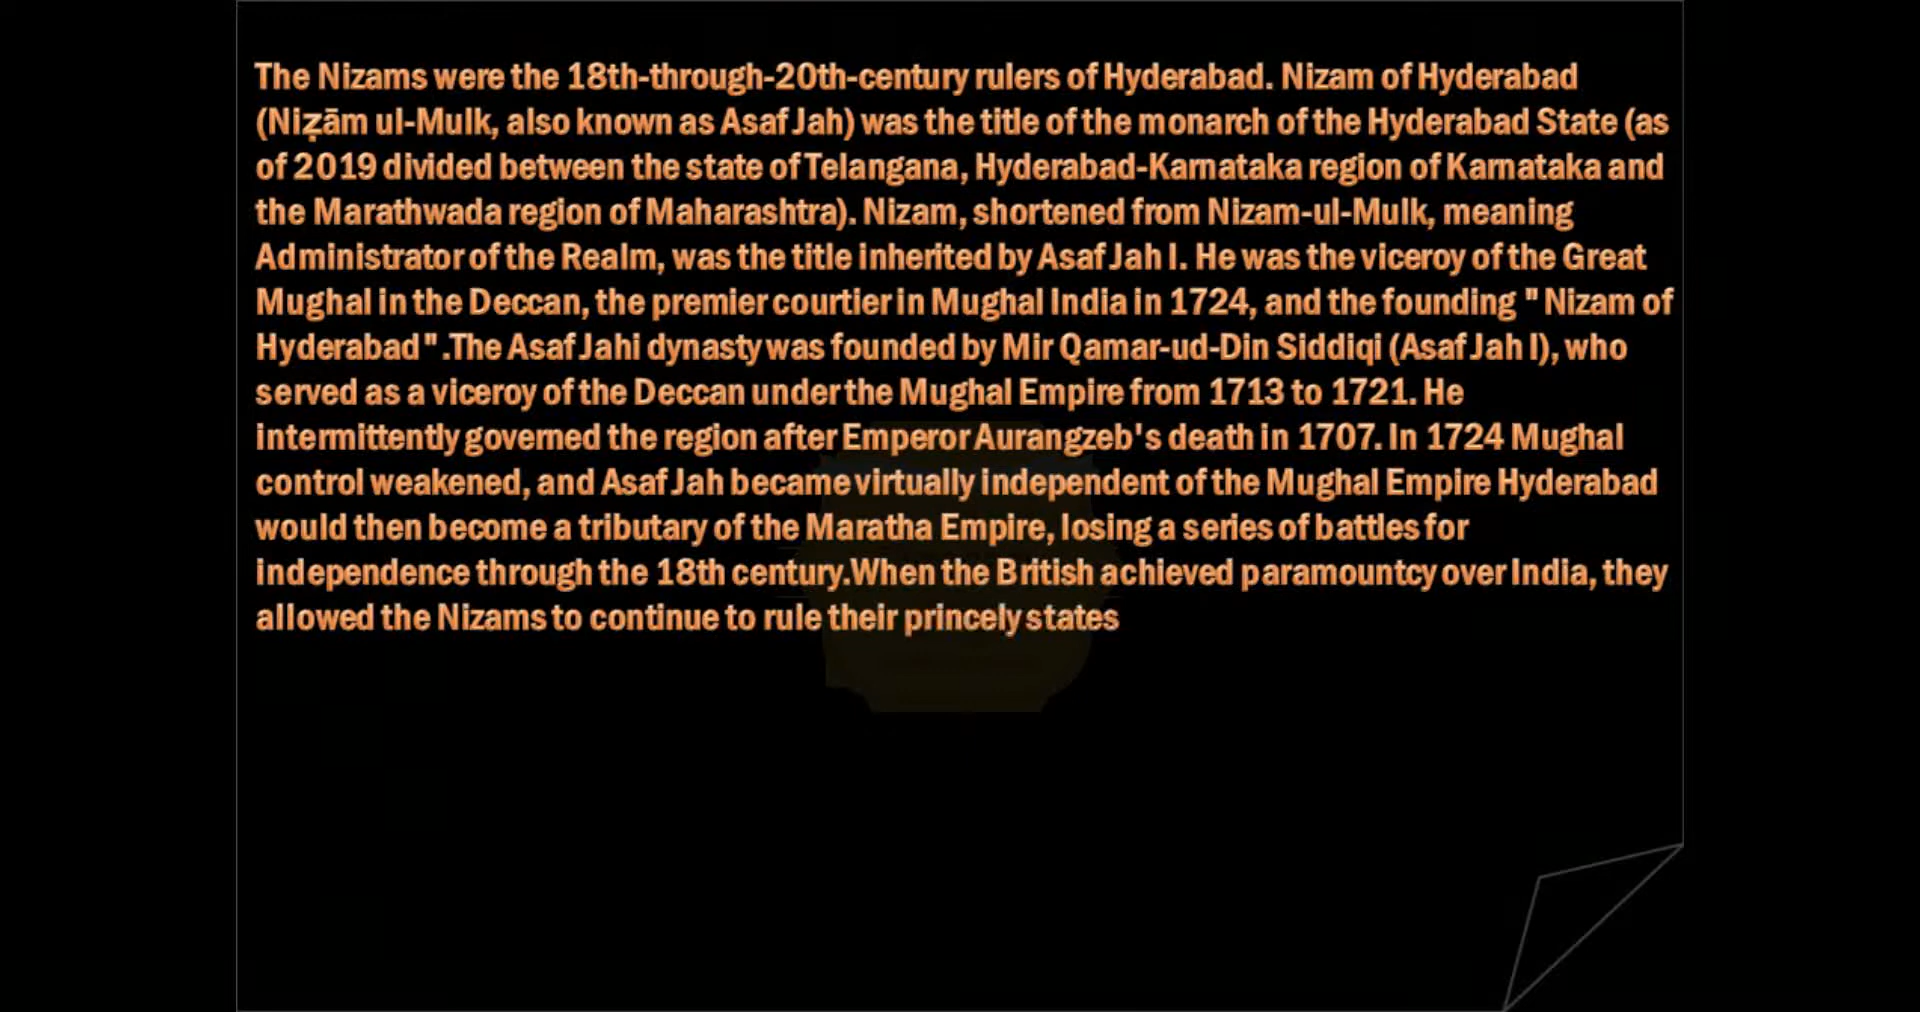 The Nizams were the 18th-through-20th-century rulers of Hyderabad. Nizam of Hyderabad
(Niẓām ul-Mulk, also known as Asaf Jah) was the title of the monarch of the Hyderabad State (as
of 2019 divided between the state of Telangana, Hyderabad-Karnataka region of Karnataka and
the Marathwada region of Maharashtra). Nizam, shortened from Nizam-ul-Mulk, meaning
Administrator of the Realm, was the title inherited by Asaf Jah I. He was the viceroy of the Great
Mughal in the Deccan, the premier courtier in Mughal India in 1724, and the founding "Nizam of
Hyderabad".The Asaf Jahi dynasty was founded by Mir Qamar-ud-Din Siddiqi (Asaf Jah I), who
served as a viceroy of the Deccan under the Mughal Empire from 1713 to 1721. He
intermittently governed the region after Emperor Aurangzeb's death in 1707. In 1724 Mughal
control weakened, and Asaf Jah became virtually independent of the Mughal Empire Hyderabad
would then become a tributary of the Maratha Empire, losing a series of battles for
independence through the 18th century.When the British achieved paramountcy over India, they
allowed the Nizams to continue to rule their princely states